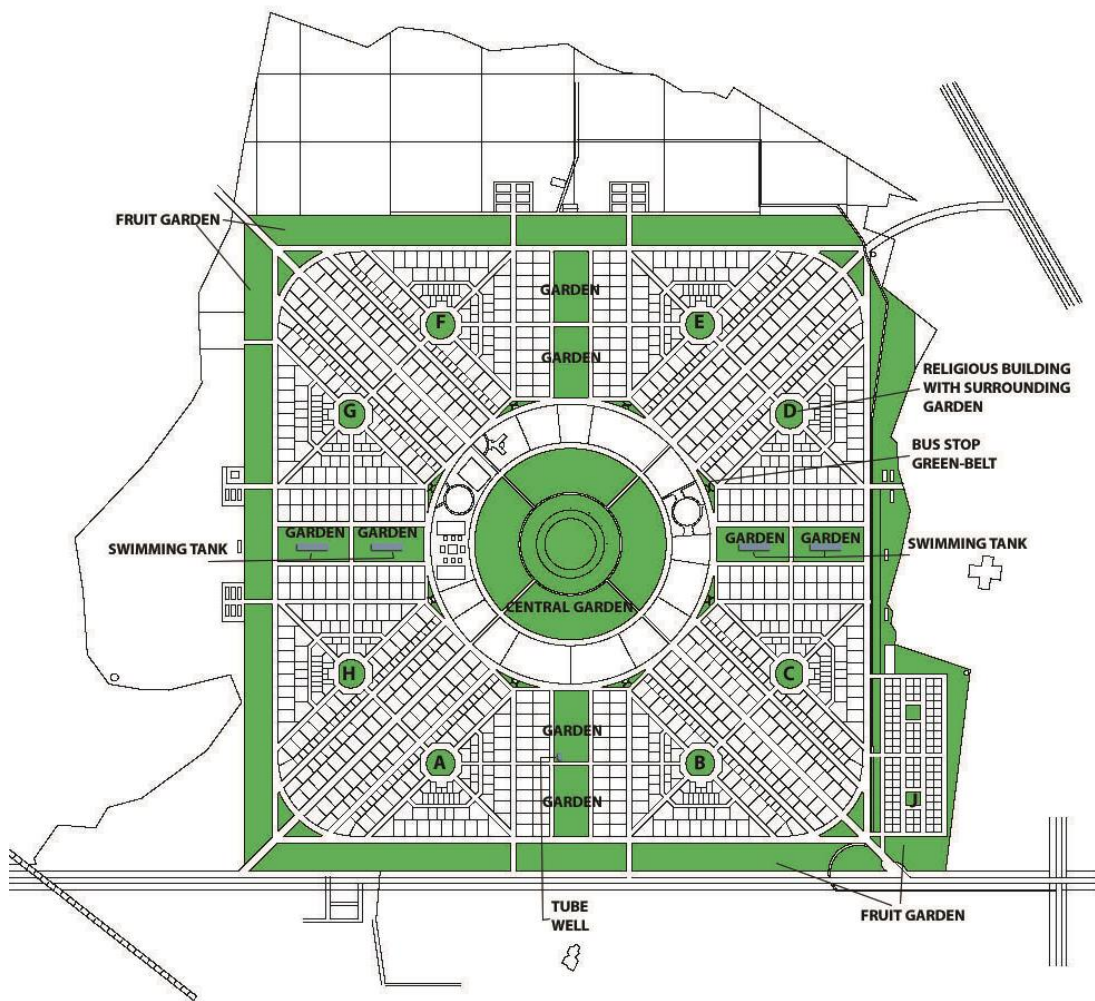 FRUIT GARDEN
GARDEN
F
E
GARDEN
RELIGIOUS BUILDING
WITH SURROUNDING
GARDEN
G
D
BUS STOP
GREEN-BELT
GARDEN
GARDEN
GARDEN
GARDEN
SWIMMING TANK
SWIMMING TANK
CENTRAL GARDEN
H
C
GARDEN
A
B
GARDEN
J
TUBE
WELL
FRUIT GARDEN